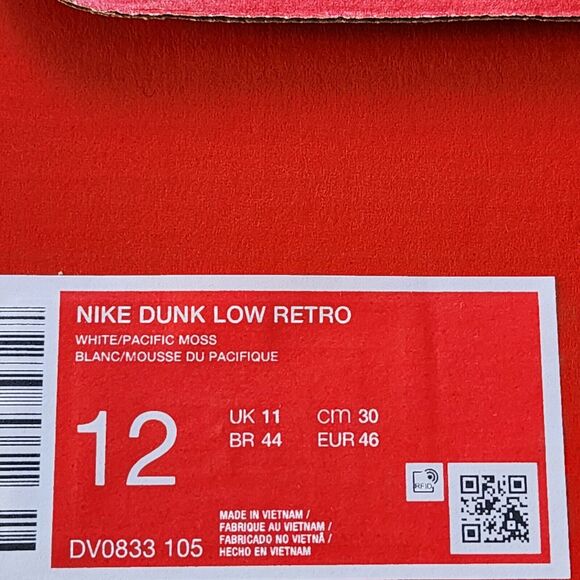 NIKE DUNK LOW RETRO
WHITE/PACIFIC MOSS
BLANC/MOUSSE DU PACIFIQUE
12
UK 11 cm 30
BR 44 EUR 46
RFID
MADE IN VIETNAM /
FABRIQUE AU VIETNAM /
FABRICADO NO VIETNÃ /
HECHO EN VIETNAM
DV0833 105